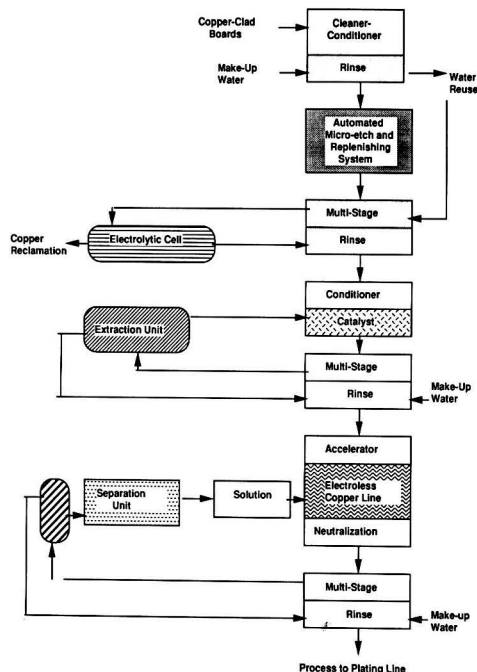 Copper-Clad
Boards
Cleaner-
Conditioner
Make-Up
Water
Rinse
Water
Reuse
Automated
Micro-etch and
Replenishing
System
Multi-Stage
Rinse
Copper
Reclamation
Electrolytic Cell
Conditioner
Catalyst
Extraction Unit
Multi-Stage
Rinse
Make-Up
Water
Accelerator
Electroless
Copper Line
Neutralization
Separation
Unit
Solution
Multi-Stage
Rinse
Make-up
Water
Process to Plating Line